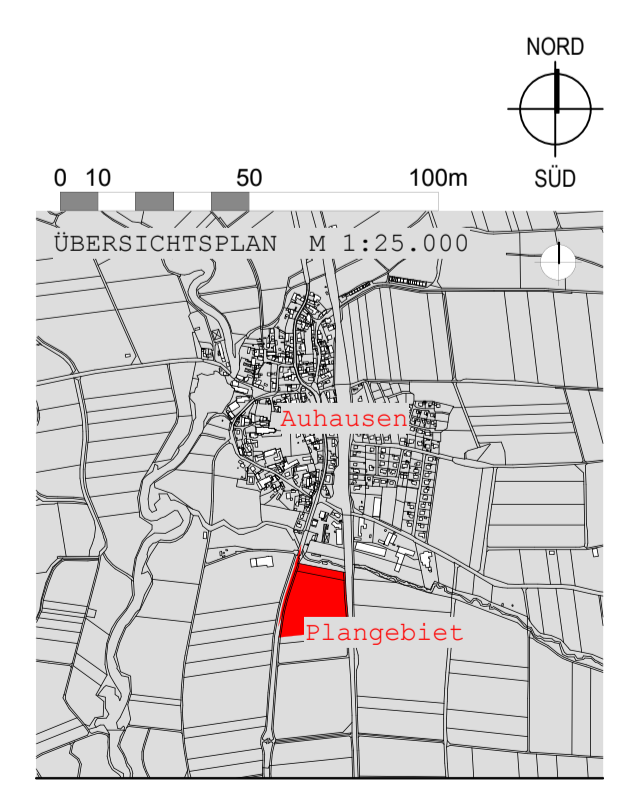 NORD
SÜD
0 10 50 100m
ÜBERSICHTSPLAN M 1:25.000
Auhausen
Plangebiet